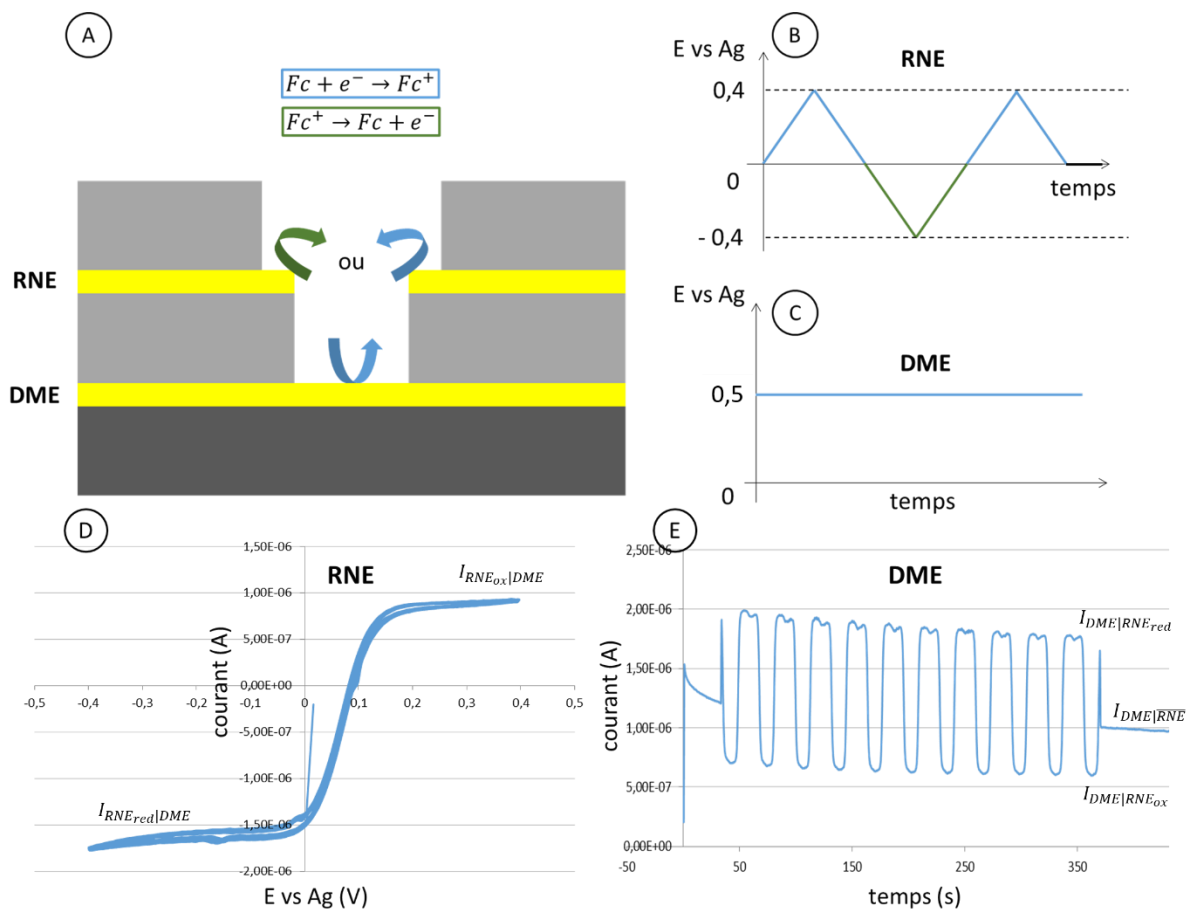 A
$Fc + e^- \rightarrow Fc^+$
$Fc^+ \rightarrow Fc + e^-$
ou
RNE
DME
B
E vs Ag
RNE
0,4
0
temps
- 0,4
C
E vs Ag
DME
0,5
0
temps
D
RNE
1,50E-06
1,00E-06
5,00E-07
0,00E+00
-5,00E-07
-1,00E-06
-1,50E-06
-2,00E-06
courant (A)
$I_{RNE_{ox}|DME}$
$I_{RNE_{red}|DME}$
-0,5 -0,4 -0,3 -0,2 -0,1 0 0,1 0,2 0,3 0,4 0,5
E vs Ag (V)
E
DME
2,50E-06
2,00E-06
1,50E-06
1,00E-06
5,00E-07
0,00E+00
courant (A)
$I_{DME|RNE_{red}}$
$I_{DME|\overline{RNE}}$
$I_{DME|RNE_{ox}}$
-50 50 150 250 350
temps (s)